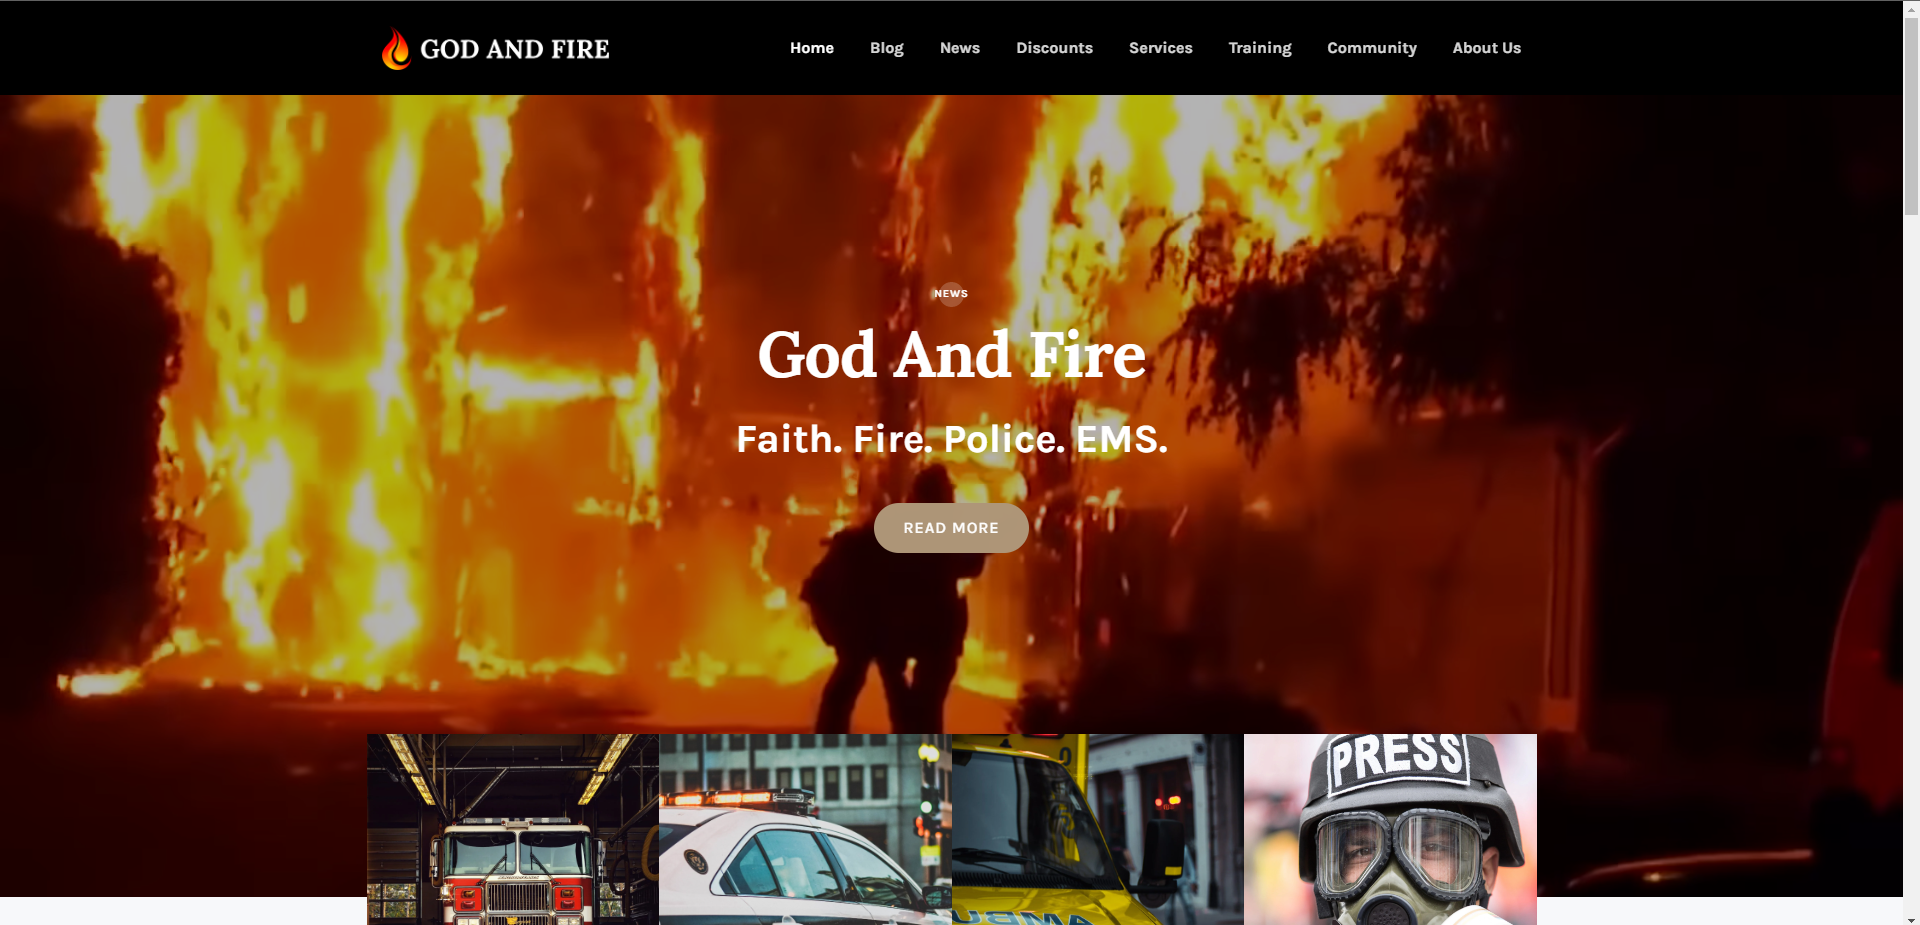 GOD AND FIRE
Home Blog News Discounts Services Training Community About Us
NEWS
God And Fire
Faith. Fire. Police. EMS.
READ MORE
PRESS
AMBU